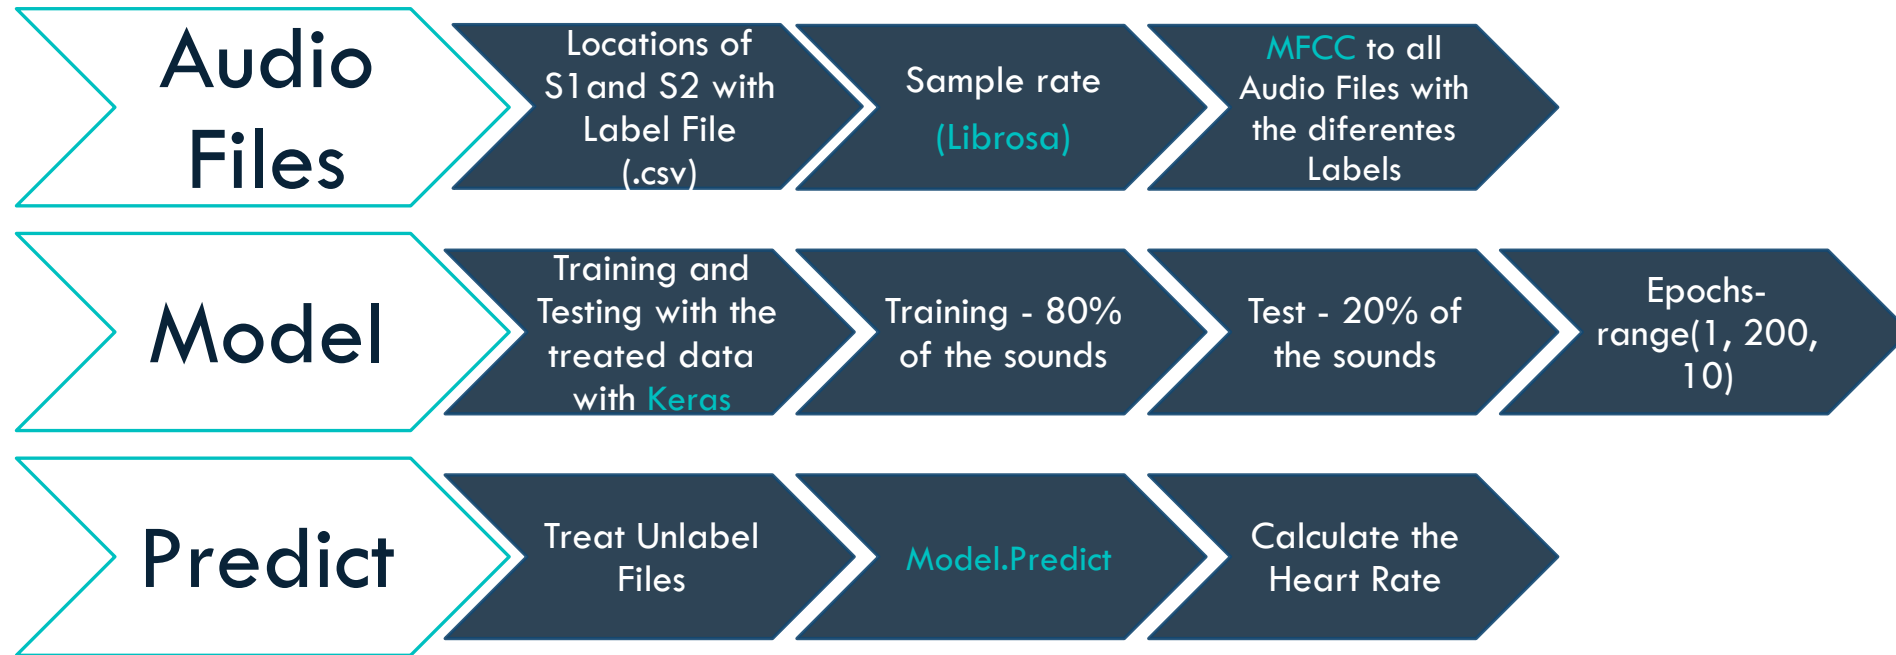 Audio
Files
Locations of
S1and S2 with
Label File
(.csv)
Sample rate
(Librosa)
MFCC to all
Audio Files with
the diferentes
Labels
Model
Training and
Testing with the
treated data
with Keras
Training - 80%
of the sounds
Test - 20% of
the sounds
Epochs-
range(1, 200,
10)
Predict
Treat Unlabel
Files
Model.Predict
Calculate the
Heart Rate